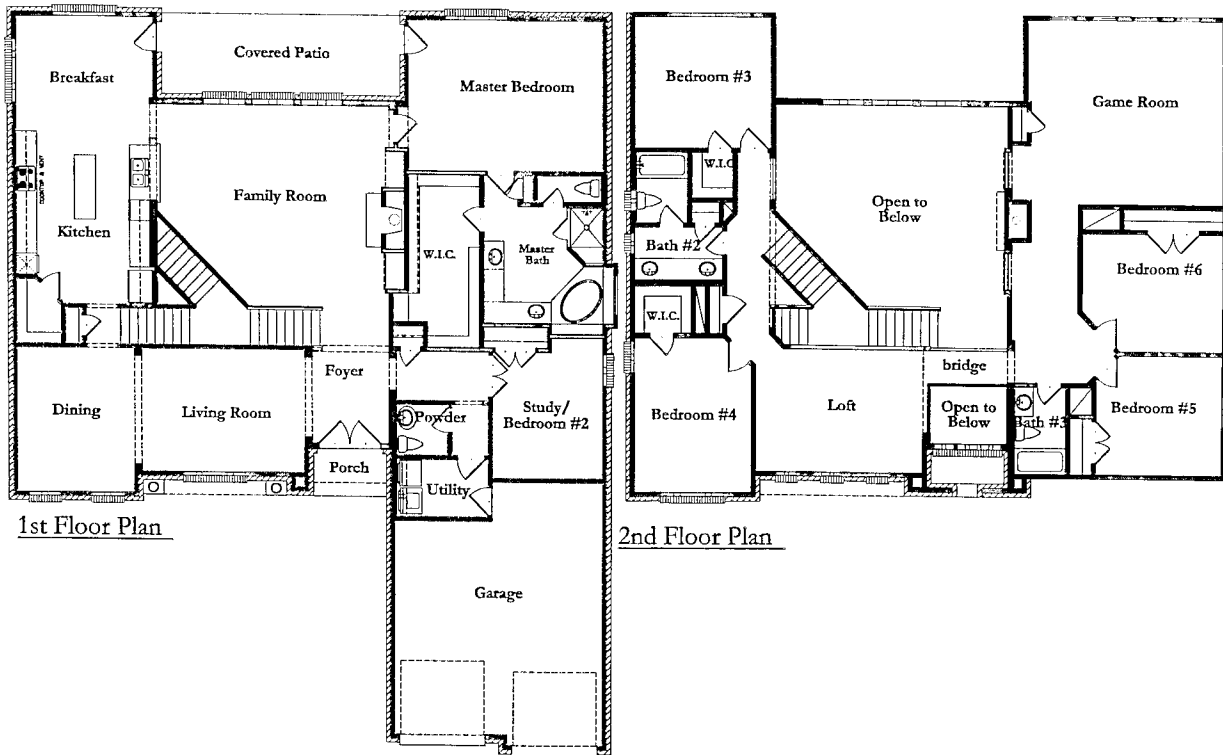 Breakfast
Covered Patio
Master Bedroom
COOKTOP & VENT
Family Room
Kitchen
W.I.C.
Master
Bath
Foyer
Dining
Living Room
Powder
Study/
Bedroom #2
Porch
Utility
1st Floor Plan
Garage
Bedroom #3
Game Room
W.I.C
Open to
Below
Bath #2
Bedroom #6
W.I.C.
bridge
Bedroom #4
Loft
Open to
Below
Bath #3
Bedroom #5
2nd Floor Plan